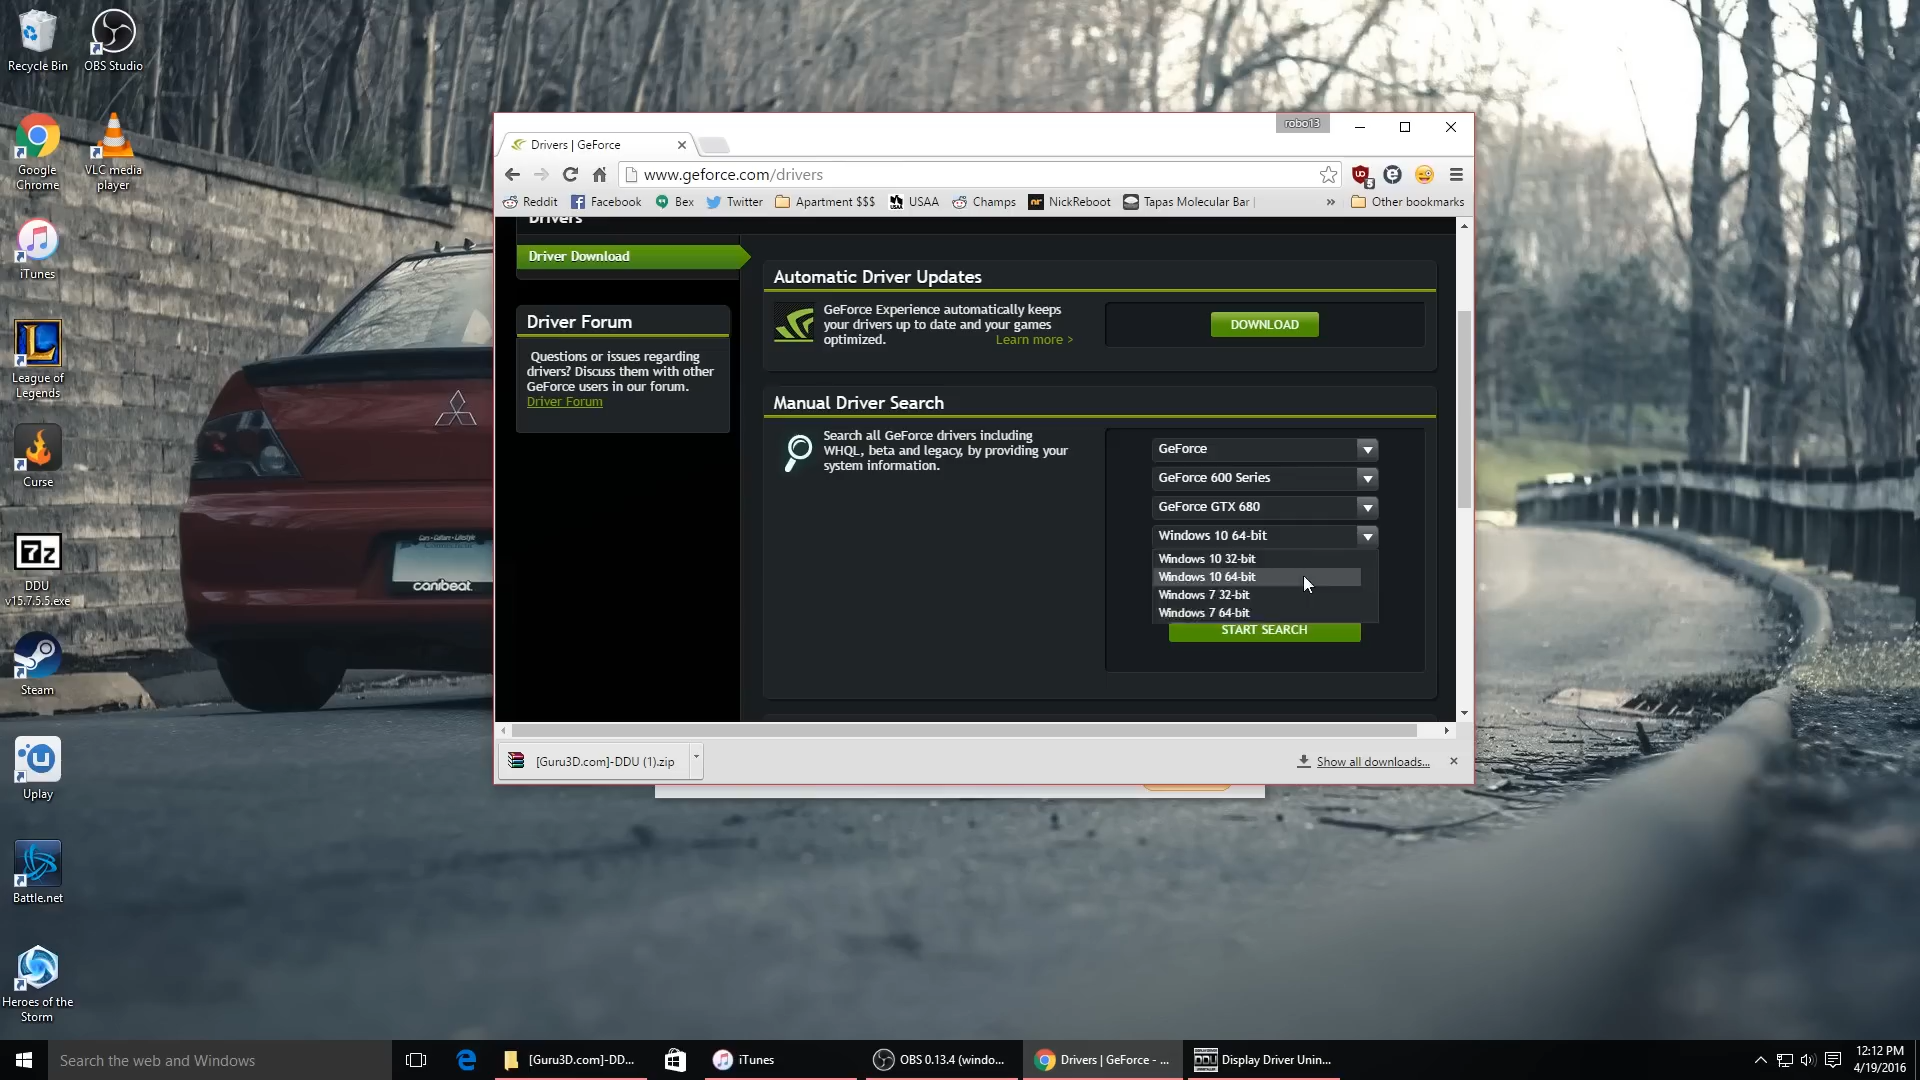 Recycle Bin
OBS Studio
Google
Chrome
VLC media
player
iTunes
League of
Legends
Curse
DDU
v15.7.5.5.exe
Steam
Uplay
Battle.net
Heroes of the
Storm
robo13
Drivers | GeForce
www.geforce.com/drivers
Reddit
Facebook
Bex
Twitter
Apartment $$$
USAA
Champs
NickReboot
Tapas Molecular Bar |
»
Other bookmarks
Drivers
Driver Download
Driver Forum
Questions or issues regarding
drivers? Discuss them with other
GeForce users in our forum.
Driver Forum
Automatic Driver Updates
GeForce Experience automatically keeps
your drivers up to date and your games
optimized.
Learn more >
DOWNLOAD
Manual Driver Search
Search all GeForce drivers including
WHQL, beta and legacy, by providing your
system information.
GeForce
GeForce 600 Series
GeForce GTX 680
Windows 10 64-bit
Windows 10 32-bit
Windows 10 64-bit
Windows 7 32-bit
Windows 7 64-bit
START SEARCH
canibeat.
[Guru3D.com]-DDU (1).zip
Show all downloads...
Search the web and Windows
[Guru3D.com]-DD...
iTunes
OBS 0.13.4 (windo...
Drivers | GeForce - ...
Display Driver Unin...
12:12 PM
4/19/2016